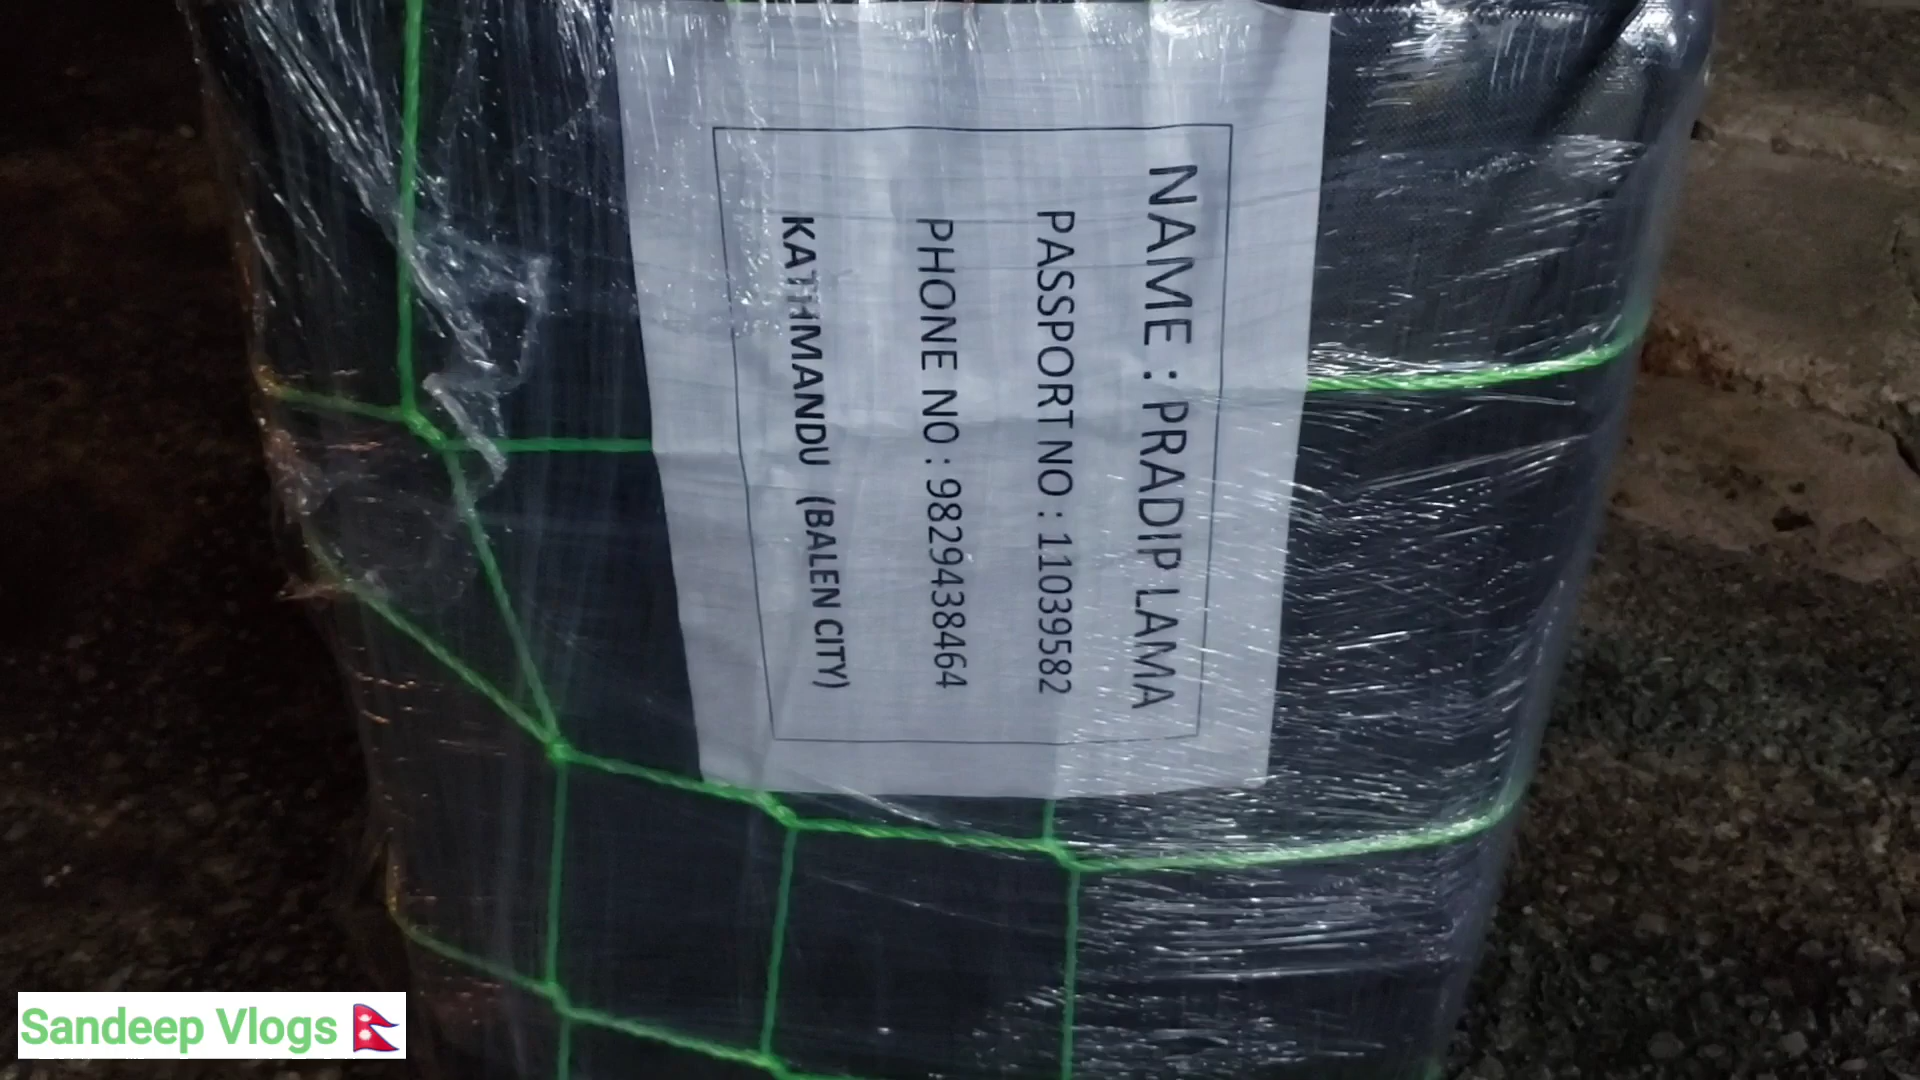 NAME : PRADIP LAMA
PASSPORT NO : 11039582
PHONE NO : 9829438464
KATHMANDU (BALEN CITY)
Sandeep Vlogs